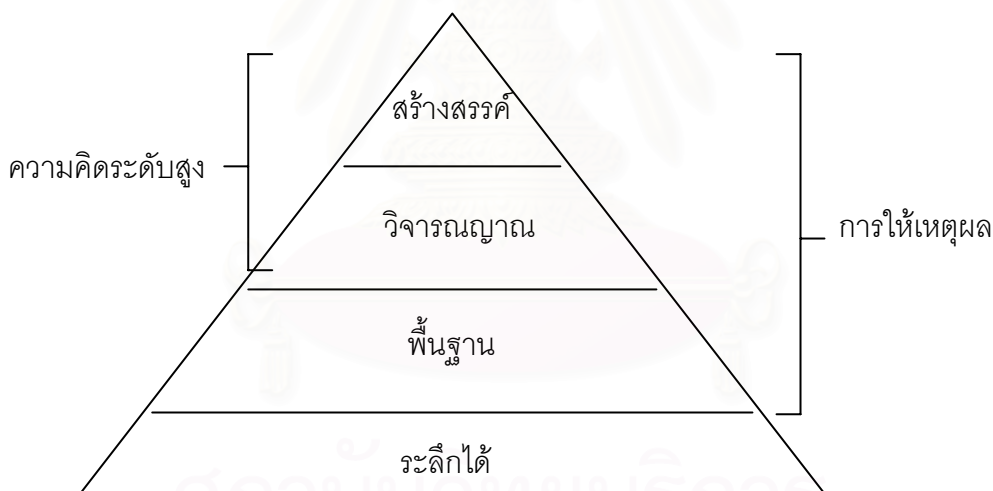 สร้างสรรค์
ความคิดระดับสูง
วิจารณญาณ
การให้เหตุผล
พื้นฐาน
ระลึกได้